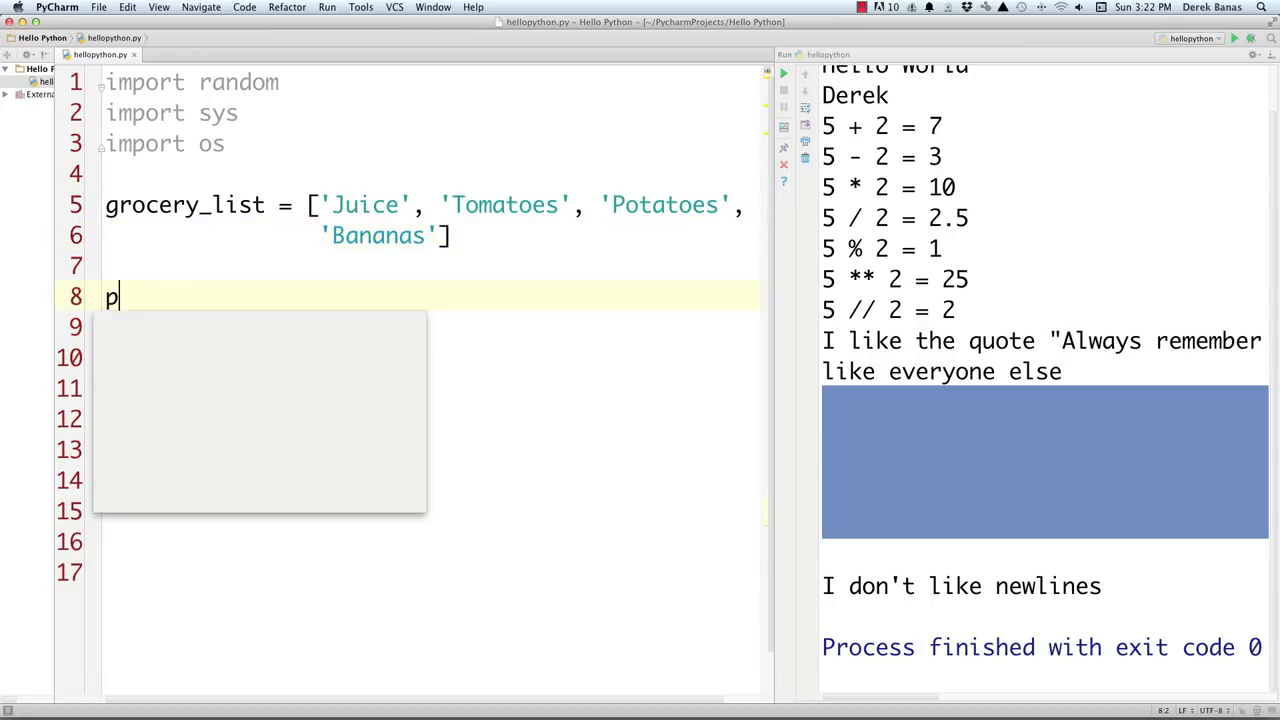 PyCharm File Edit View Navigate Code Refactor Run Tools VCS Window Help 10 Sun 3:22 PM Derek Banas
hellopython.py – Hello Python – [~/PycharmProjects/Hello Python]
Hello Python hellopython.py hellopython
hellopython.py Run hellopython
Hello P
hell
Externa
1 import random
2 import sys
3 import os
4
5 grocery_list = ['Juice', 'Tomatoes', 'Potatoes',
6 'Bananas']
7
8 p
9
10
11
12
13
14
15
16
17
Hello World
Derek
5 + 2 = 7
5 - 2 = 3
5 * 2 = 10
5 / 2 = 2.5
5 % 2 = 1
5 ** 2 = 25
5 // 2 = 2
I like the quote "Always remember
like everyone else
I don't like newlines
Process finished with exit code 0
8:2 LF UTF-8